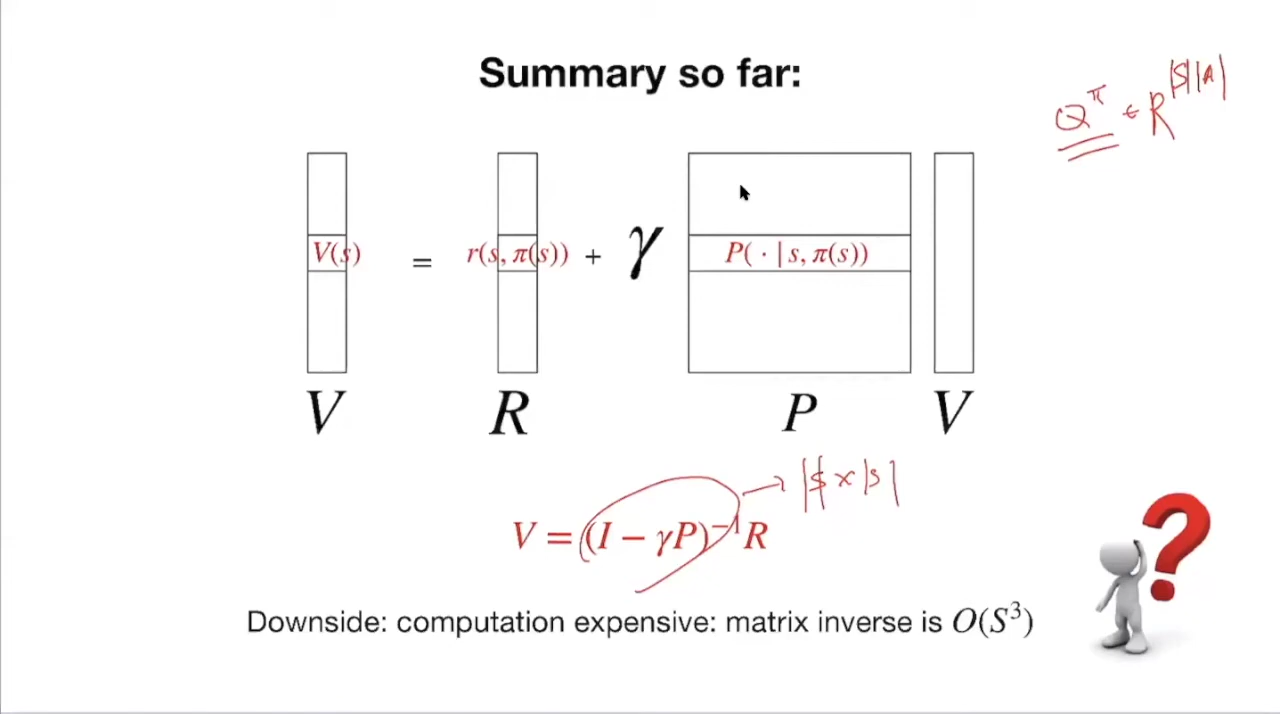 Summary so far:
Q^π ∈ R^{|S||A|}
V(s) = r(s, π(s)) + γ P( · | s, π(s))
V R P V
→ |S| x |S|
V = (I − γP)^{−1} R
Downside: computation expensive: matrix inverse is O(S^3)
?